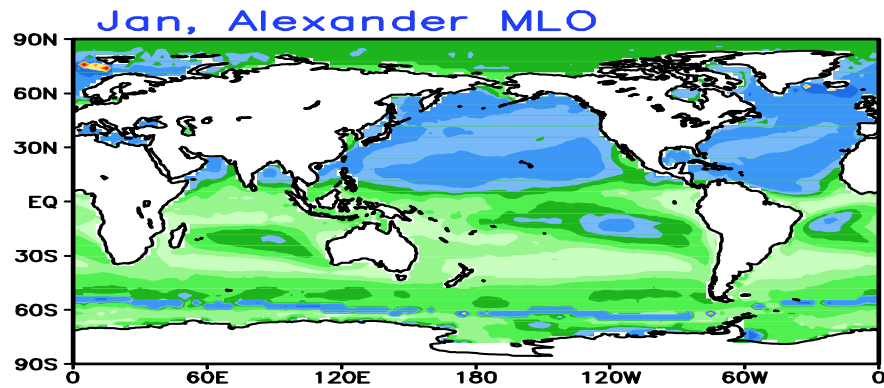 Jan, Alexander MLO
90N
60N
30N
EQ
30S
60S
90S
0 60E 120E 180 120W 60W 0